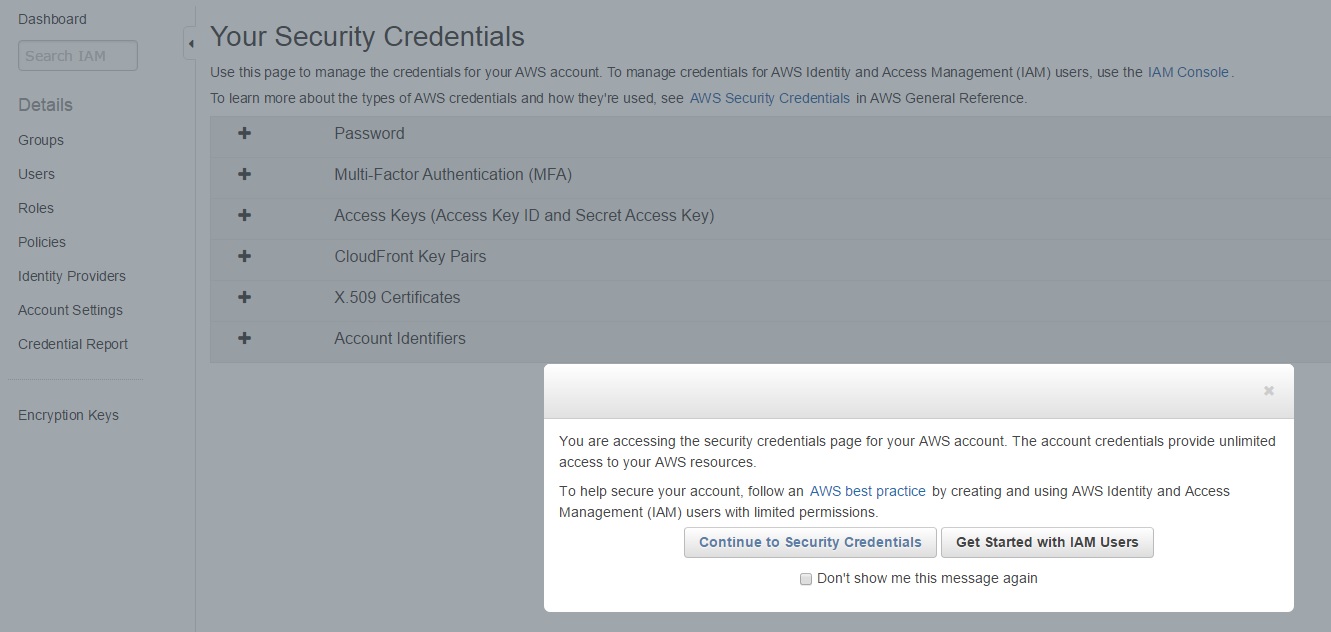 Dashboard
Search IAM
Details
Groups
Users
Roles
Policies
Identity Providers
Account Settings
Credential Report
Encryption Keys
Your Security Credentials
Use this page to manage the credentials for your AWS account. To manage credentials for AWS Identity and Access Management (IAM) users, use the IAM Console.
To learn more about the types of AWS credentials and how they're used, see AWS Security Credentials in AWS General Reference.
Password
Multi-Factor Authentication (MFA)
Access Keys (Access Key ID and Secret Access Key)
CloudFront Key Pairs
X.509 Certificates
Account Identifiers
You are accessing the security credentials page for your AWS account. The account credentials provide unlimited
access to your AWS resources.
To help secure your account, follow an AWS best practice by creating and using AWS Identity and Access
Management (IAM) users with limited permissions.
Continue to Security Credentials
Get Started with IAM Users
Don't show me this message again